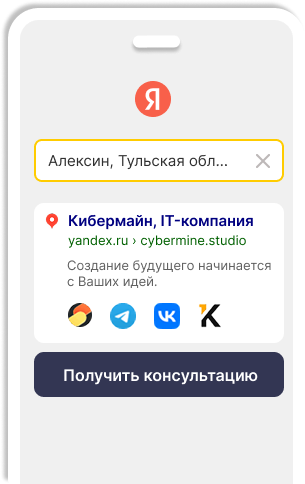 Я
Алексин, Тульская обл...
Кибермайн, IT-компания
yandex.ru › cybermine.studio
Создание будущего начинается
с Ваших идей.
Получить консультацию